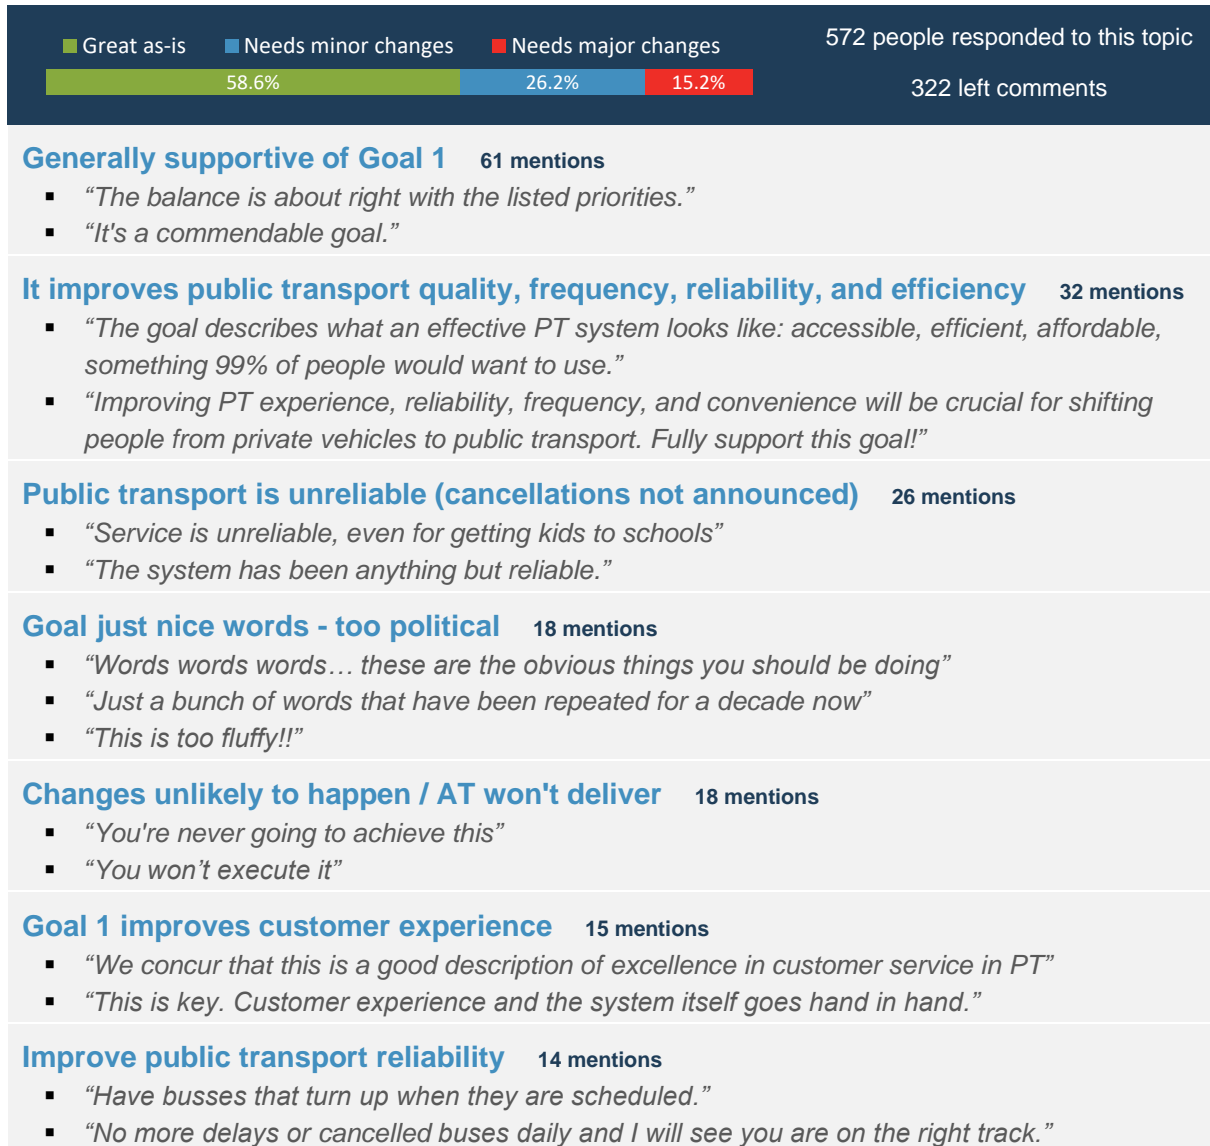 Great as-is Needs minor changes Needs major changes
58.6% 26.2% 15.2%
572 people responded to this topic
322 left comments
Generally supportive of Goal 1 61 mentions
▪ “The balance is about right with the listed priorities.”
▪ “It's a commendable goal.”
It improves public transport quality, frequency, reliability, and efficiency 32 mentions
▪ “The goal describes what an effective PT system looks like: accessible, efficient, affordable,
something 99% of people would want to use.”
▪ “Improving PT experience, reliability, frequency, and convenience will be crucial for shifting
people from private vehicles to public transport. Fully support this goal!”
Public transport is unreliable (cancellations not announced) 26 mentions
▪ “Service is unreliable, even for getting kids to schools”
▪ “The system has been anything but reliable.”
Goal just nice words - too political 18 mentions
▪ “Words words words… these are the obvious things you should be doing”
▪ “Just a bunch of words that have been repeated for a decade now”
▪ “This is too fluffy!!”
Changes unlikely to happen / AT won't deliver 18 mentions
▪ “You're never going to achieve this”
▪ “You won’t execute it”
Goal 1 improves customer experience 15 mentions
▪ “We concur that this is a good description of excellence in customer service in PT”
▪ “This is key. Customer experience and the system itself goes hand in hand.”
Improve public transport reliability 14 mentions
▪ “Have busses that turn up when they are scheduled.”
▪ “No more delays or cancelled buses daily and I will see you are on the right track.”